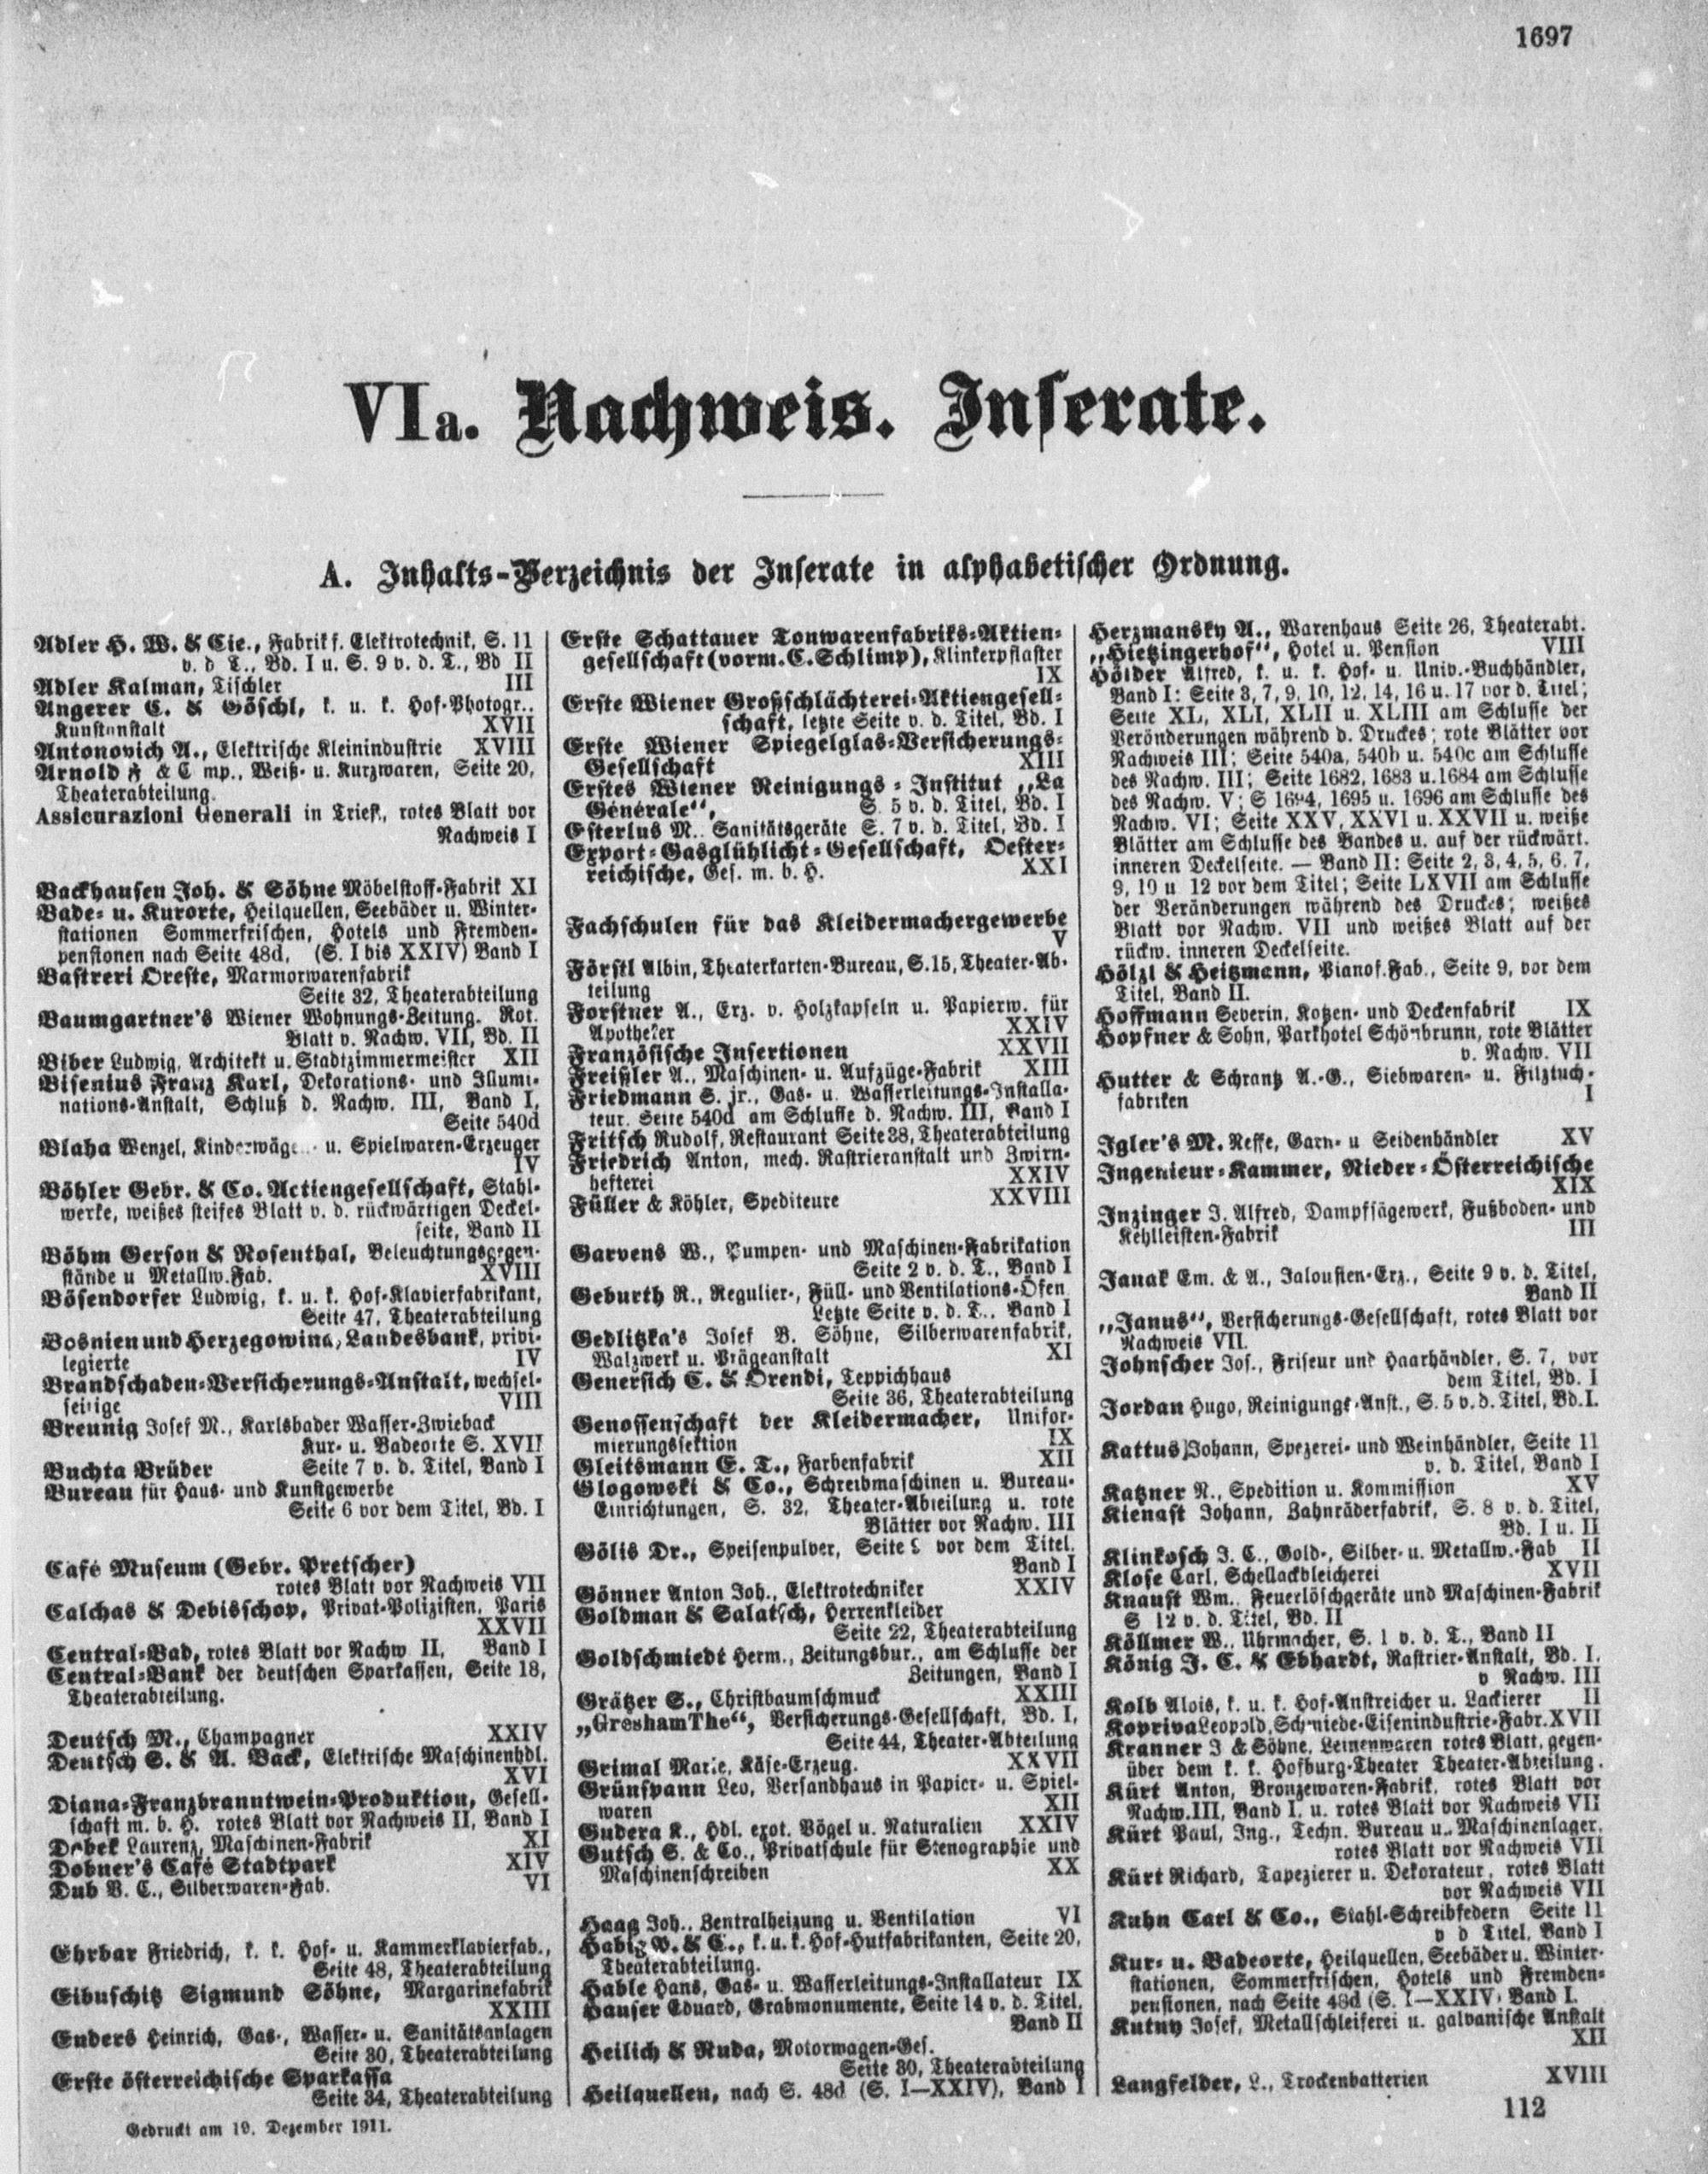 1697
VIa. Nachweis. Inserate.
A. Inhalts-Verzeichnis der Inserate in alphabetischer Ordnung.
Adler H. W. & Cie., Fabrik f. Elektrotechnik, S. 11
v. d T., Bd. I u. S. 9 v. d. T., Bd II
Adler Kalman, Tischler III
Angerer C. & Göschl, k. u. k. Hof-Photogr..
Kunstanstalt XVII
Antonovich A., Elektrische Kleinindustrie XVIII
Arnold F & C mp., Weiß- u. Kurzwaren, Seite 20,
Theaterabteilung.
Assicurazioni Generali in Triest, rotes Blatt vor
Nachweis I
Backhausen Joh. & Söhne Möbelstoff-Fabrik XI
Bade- u. Kurorte, Heilquellen, Seebäder u. Winter-
stationen Sommerfrischen, Hotels und Fremden-
pensionen nach Seite 48d, (S. I bis XXIV) Band I
Bastreri Oreste, Marmorwarenfabrik
Seite 32, Theaterabteilung
Baumgartner's Wiener Wohnungs-Zeitung. Rot.
Blatt v. Nachw. VII, Bd. II
Biber Ludwig, Architekt u. Stadtzimmermeister XII
Bisenius Franz Karl, Dekorations- und Illumi-
nations-Anstalt, Schluß d. Nachw. III, Band I,
Seite 540d
Blaha Wenzel, Kinderwäge u. Spielwaren-Erzeuger
IV
Böhler Gebr. & Co. Actiengesellschaft, Stahl-
werke, weißes steifes Blatt v. d. rückwärtigen Deckel-
seite, Band II
Böhm Gerson & Rosenthal, Beleuchtungsgegen-
stände u Metallw.Fab. XVIII
Bösendorfer Ludwig, k. u. k. Hof-Klavierfabrikant,
Seite 47, Theaterabteilung
Bosnien und Herzegowina, Landesbank, privi-
legierte IV
Brandschaden-Versicherungs-Anstalt, wechsel-
seitige VIII
Brennig Josef M., Karlsbader Wasser-Zwieback
Kur- u. Badeorte S. XVII
Buchta Brüder Seite 7 v. d. Titel, Band I
Bureau für Haus- und Kunstgewerbe
Seite 6 vor dem Titel, Bd. I
Café Museum (Gebr. Pretscher)
rotes Blatt vor Nachweis VII
Calchas & Debisschop, Privat-Polizisten, Paris
XXVII
Central-Bad, rotes Blatt vor Nachw II, Band I
Central-Bank der deutschen Sparkassen, Seite 18,
Theaterabteilung.
Deutsch M., Champagner XXIV
Deutsch S. & A. Back, Elektrische Maschinenhdl.
XVI
Diana-Franzbranntwein-Produktion, Gesell-
schaft m. b. H. rotes Blatt vor Nachweis II, Band I
Dobek Laurenz, Maschinen-Fabrik XI
Dobner's Café Stadtpark XIV
Dub B. C., Silberwaren-Fab. VI
Ehrbar Friedrich, k. k. Hof- u. Kammerklavierfab.,
Seite 48, Theaterabteilung
Eibuschitz Sigmund Söhne, Margarinefabrik
XXIII
Enders Heinrich, Gas-, Wasser- u. Sanitätsanlagen
Seite 30, Theaterabteilung
Erste österreichische Sparkassa
Seite 34, Theaterabteilung
Gedruckt am 19. Dezember 1911.
Erste Schattauer Tonwarenfabriks-Aktien-
gesellschaft (vorm. C. Schlimp), Klinkerpflaster
IX
Erste Wiener Großschlächterei-Aktiengesell-
schaft, letzte Seite v. d. Titel, Bd. I
Erste Wiener Spiegelglas-Versicherungs-
Gesellschaft XIII
Erstes Wiener Reinigungs-Institut „La
Générale“, S. 5 v. d. Titel, Bd. I
Esterlus M.. Sanitätsgeräte S. 7 v. d. Titel, Bd. I
Export-Gasglühlicht-Gesellschaft, Oester-
reichische, Ges. m. b. H. XXI
Fachschulen für das Kleidermachergewerbe
V
Förstl Albin, Theaterkarten-Bureau, S. 15, Theater-Ab-
teilung
Forstner A., Erz. v. Holzkapseln u. Papierw. für
Apotheker XXIV
Französische Insertionen XXVII
Freißler A., Maschinen- u. Aufzüge-Fabrik XIII
Friedmann S. jr., Gas- u. Wasserleitungs-Installa-
teur, Seite 540d am Schlusse d. Nachw. III, Band I
Fritsch Rudolf, Restaurant Seite 38, Theaterabteilung
Friedrich Anton, mech. Rastrieranstalt und Zwirn-
hefterei XXIV
Füller & Köhler, Spediteure XXVIII
Garvens W., Pumpen- und Maschinen-Fabrikation
Seite 2 v. d. T., Band I
Geburth R., Regulier-, Füll- und Ventilations-Öfen
Letzte Seite v. d. T.. Band I
Gedlitzka's Josef B. Söhne, Silberwarenfabrik,
Walzwerk u. Prägeanstalt XI
Genersich C. & Orendi, Teppichhaus
Seite 36, Theaterabteilung
Genossenschaft der Kleidermacher, Unifor-
mierungssektion IX
Gleitsmann E. T., Farbenfabrik XII
Glogowski & Co., Schreibmaschinen u. Bureau-
Einrichtungen, S. 32, Theater-Abteilung u. rote
Blätter vor Nachw. III
Gölis Dr., Speisenpulver, Seite vor dem Titel.
Band I
Gönner Anton Joh., Elektrotechniker XXIV
Goldman & Salatsch, Herrenkleider
Seite 22, Theaterabteilung
Goldschmiedt Herm., Zeitungsbur., am Schlusse der
Zeitungen, Band I
Grätzer S., Christbaumschmuck XXIII
„Gresham The“, Versicherungs-Gesellschaft, Bd. I,
Seite 44, Theater-Abteilung
Grimal Marie, Käse-Erzeug. XXVII
Grünspann Leo, Versandhaus in Papier- u. Spiel-
waren XII
Gudera K., Hdl. exot. Vögel u. Naturalien XXIV
Gutsch S. & Co., Privatschule für Stenographie und
Maschinenschreiben XX
Haag Joh., Zentralheizung u. Ventilation VI
Habig P. & C., k. u. k. Hof-Hutfabrikanten, Seite 20,
Theaterabteilung.
Hable Hans, Gas- u. Wasserleitungs-Installateur IX
Hauser Eduard, Grabmonumente, Seite 14 v. d. Titel,
Band II
Heilich & Ruda, Motorwagen-Ges.
Seite 30, Theaterabteilung
Heilquellen, nach S. 48d (S. I—XXIV), Band I
Herzmansky A., Warenhaus Seite 26, Theaterabt.
„Hietzingerhof“, Hotel u. Pension VIII
Hölder Alfred, k. u. k. Hof- u. Univ.-Buchhändler,
Band I: Seite 3, 7, 9, 10, 12, 14, 16 u. 17 vor d. Titel;
Seite XL, XLI, XLII u. XLIII am Schlusse der
Veränderungen während d. Druckes; rote Blätter vor
Nachweis III; Seite 540a, 540b u. 540c am Schlusse
des Nachw. III; Seite 1682, 1683 u. 1684 am Schlusse
des Nachw. V; S 1694, 1695 u. 1696 am Schlusse des
Nachw. VI; Seite XXV, XXVI u. XXVII u. weiße
Blätter am Schlusse des Bandes u. auf der rückwärt.
inneren Deckelseite. — Band II: Seite 2, 3, 4, 5, 6, 7,
9, 10 u 12 vor dem Titel; Seite LXVII am Schlusse
der Veränderungen während des Druckes; weißes
Blatt vor Nachw. VII und weißes Blatt auf der
rückw. inneren Deckelseite.
Hölzl & Heitzmann, Pianof.Fab., Seite 9, vor dem
Titel, Band II.
Hoffmann Severin, Kotzen- und Deckenfabrik IX
Hopfner & Sohn, Parkhotel Schönbrunn, rote Blätter
v. Nachw. VII
Hutter & Schrantz A.-G., Siebwaren- u. Filztuch-
fabriken I
Igler's M. Neffe, Garn- u Seidenhändler XV
Ingenieur-Kammer, Nieder-Österreichische
XIX
Inzinger J. Alfred, Dampfsägewerk, Fußboden- und
Kehlleisten-Fabrik III
Janak Em. & A., Jalousien-Erz., Seite 9 v. d. Titel,
Band II
„Janus“, Versicherungs-Gesellschaft, rotes Blatt vor
Nachweis VII.
Johnscher Jos., Friseur und Haarhändler, S. 7, vor
dem Titel, Bd. I
Jordan Hugo, Reinigungs-Anst., S. 5 v. d. Titel, Bd. I.
Kattus Johann, Spezerei- und Weinhändler, Seite 11
v. d. Titel, Band I
Katzner N., Spedition u. Kommission XV
Kienast Johann, Zahnräderfabrik, S. 8 v. d. Titel,
Bd. I u. II
Klinkosch J. C., Gold-, Silber- u. Metallw.-Fab II
Klose Carl, Schellackbleicherei XVII
Knaust Wm. Feuerlöschgeräte und Maschinen-Fabrik
S 12 v. d. Titel, Bd. II
Köllmer W., Uhrmacher, S. 1 v. d. T., Band II
König J. C. & Ebhardt, Rastrier-Anstalt, Bd. I.
v Nachw. III
Kolb Alois, k. u. k. Hof-Anstreicher u. Lackierer II
Kopriva Leopold, Schmiede-Eisenindustrie-Fabr. XVII
Kranner J & Söhne, Leinenwaren rotes Blatt, gegen-
über dem k. k. Hofburg-Theater Theater-Abteilung.
Kürt Anton, Bronzewaren-Fabrik, rotes Blatt vor
Nachw. III, Band I, u. rotes Blatt vor Nachweis VII
Kürt Paul, Ing., Techn. Bureau u. Maschinenlager,
rotes Blatt vor Nachweis VII
Kürt Richard, Tapezierer u. Dekorateur, rotes Blatt
vor Nachweis VII
Kuhn Carl & Co., Stahl-Schreibfedern Seite 11
v d Titel, Band I
Kur- u. Badeorte, Heilquellen, Seebäder u. Winter-
stationen, Sommerfrischen, Hotels und Fremden-
pensionen, nach Seite 48d (S. I—XXIV, Band I.
Kutny Josef, Metallschleiferei u. galvanische Anstalt
XII
Langfelder, L., Trockenbatterien XVIII
112